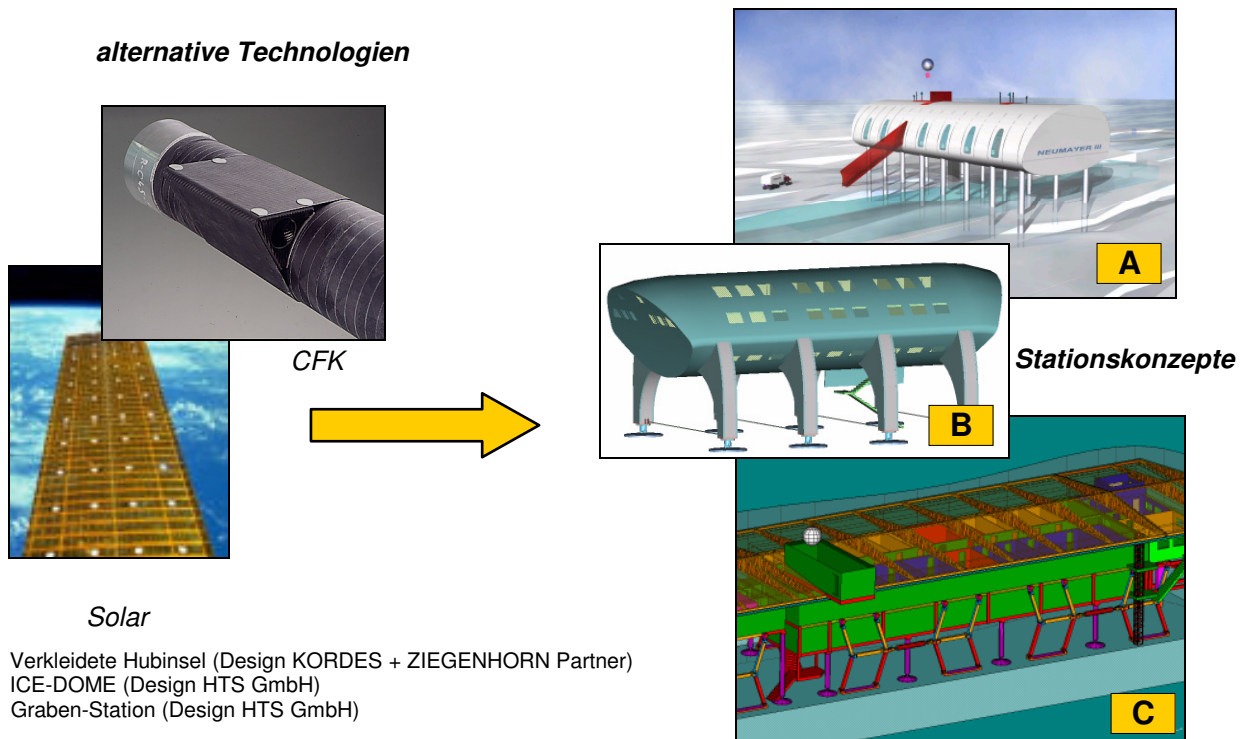 alternative Technologien
CFK
Solar
NEUMAYER III
A
B
Stationskonzepte
C
Verkleidete Hubinsel (Design KORDES + ZIEGENHORN Partner)
ICE-DOME (Design HTS GmbH)
Graben-Station (Design HTS GmbH)